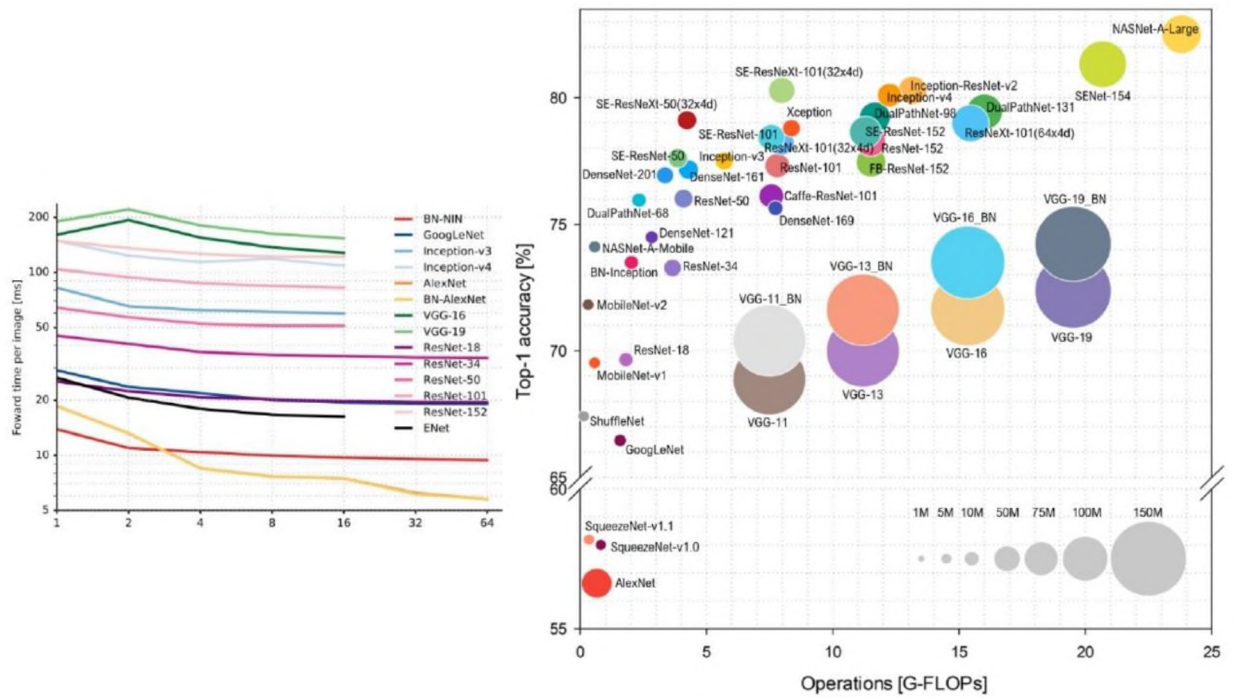 200
100
50
20
10
5
Foward time per image [ms]
1 2 4 8 16 32 64
BN-NIN
GoogLeNet
Inception-v3
Inception-v4
AlexNet
BN-AlexNet
VGG-16
VGG-19
ResNet-18
ResNet-34
ResNet-50
ResNet-101
ResNet-152
ENet
Top-1 accuracy [%]
80
75
70
65
60
55
NASNet-A-Large
SE-ResNeXt-101(32x4d)
Inception-ResNet-v2
SENet-154
Inception-v4
SE-ResNeXt-50(32x4d)
Xception
DualPathNet-98
DualPathNet-131
SE-ResNet-101
SE-ResNet-152
ResNeXt-101(64x4d)
ResNeXt-101(32x4d)
ResNet-152
SE-ResNet-50
Inception-v3
ResNet-101
FB-ResNet-152
DenseNet-201
DenseNet-161
Caffe-ResNet-101
ResNet-50
DualPathNet-68
DenseNet-169
VGG-19_BN
VGG-16_BN
DenseNet-121
NASNet-A-Mobile
BN-Inception
ResNet-34
VGG-13_BN
MobileNet-v2
VGG-11_BN
VGG-19
ResNet-18
VGG-16
MobileNet-v1
VGG-13
ShuffleNet
VGG-11
GoogLeNet
1M 5M 10M 50M 75M 100M 150M
SqueezeNet-v1.1
SqueezeNet-v1.0
AlexNet
0 5 10 15 20 25
Operations [G-FLOPs]